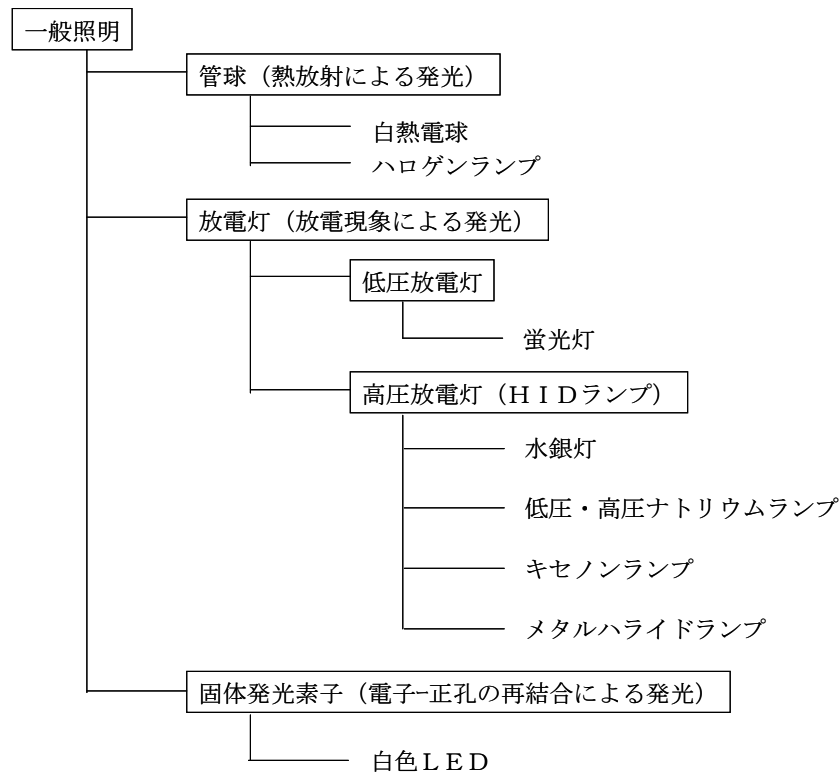 一般照明
管球（熱放射による発光）
白熱電球
ハロゲンランプ
放電灯（放電現象による発光）
低圧放電灯
蛍光灯
高圧放電灯（ＨＩＤランプ）
水銀灯
低圧・高圧ナトリウムランプ
キセノンランプ
メタルハライドランプ
固体発光素子（電子−正孔の再結合による発光）
白色ＬＥＤ